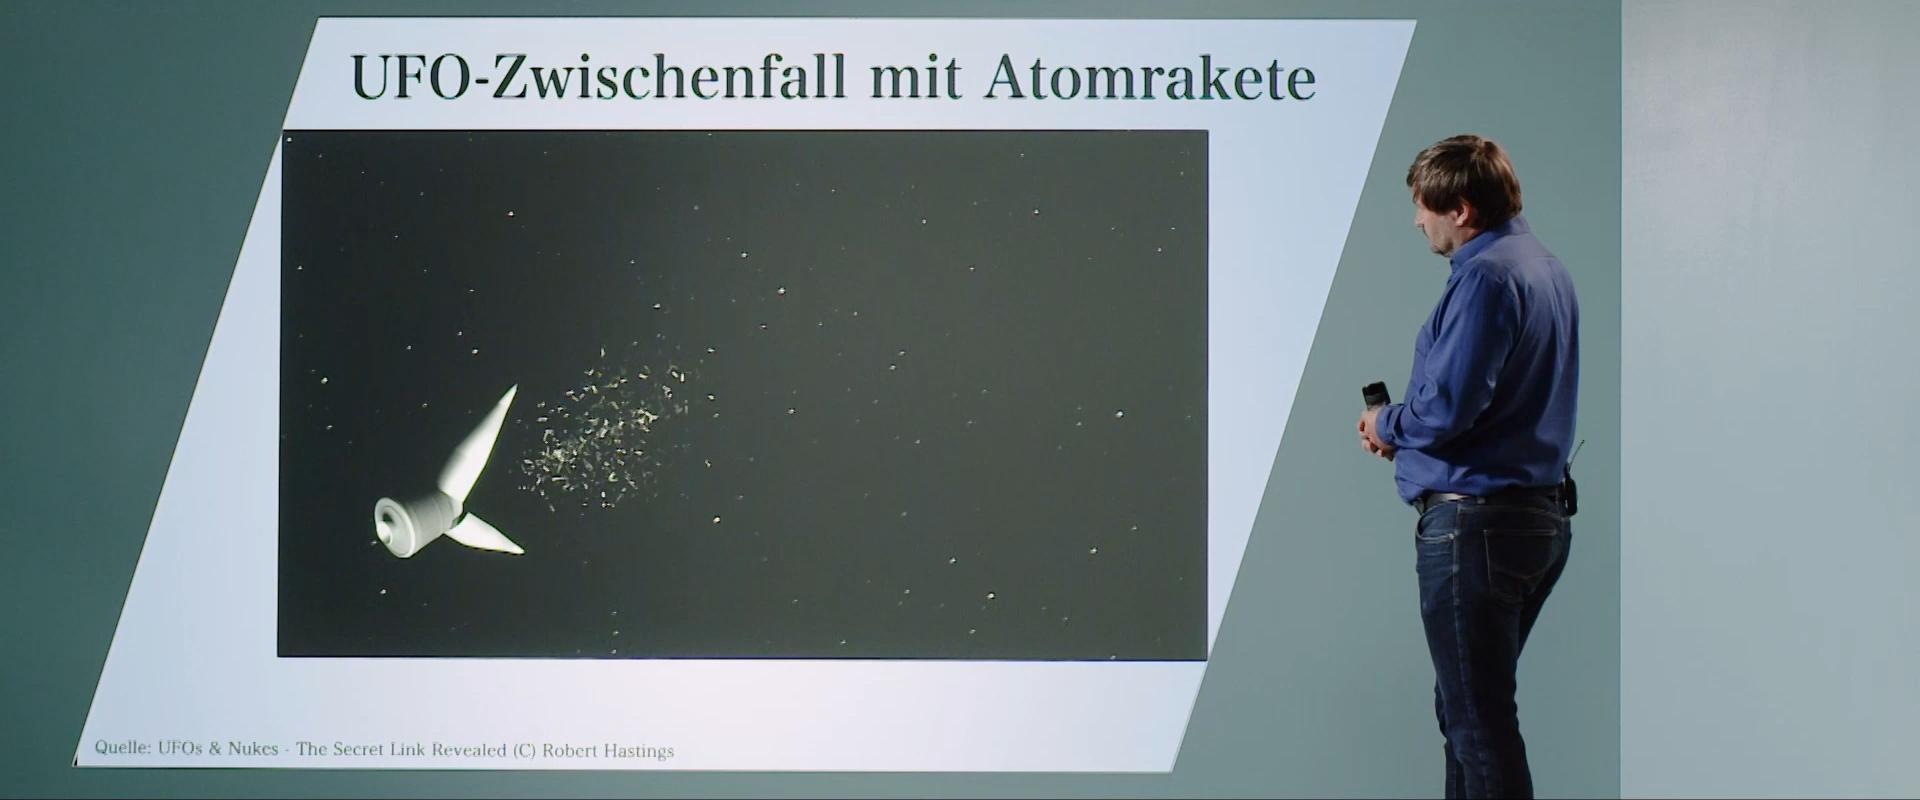 UFO-Zwischenfall mit Atomrakete
Quelle: UFOs & Nukes - The Secret Link Revealed (C) Robert Hastings